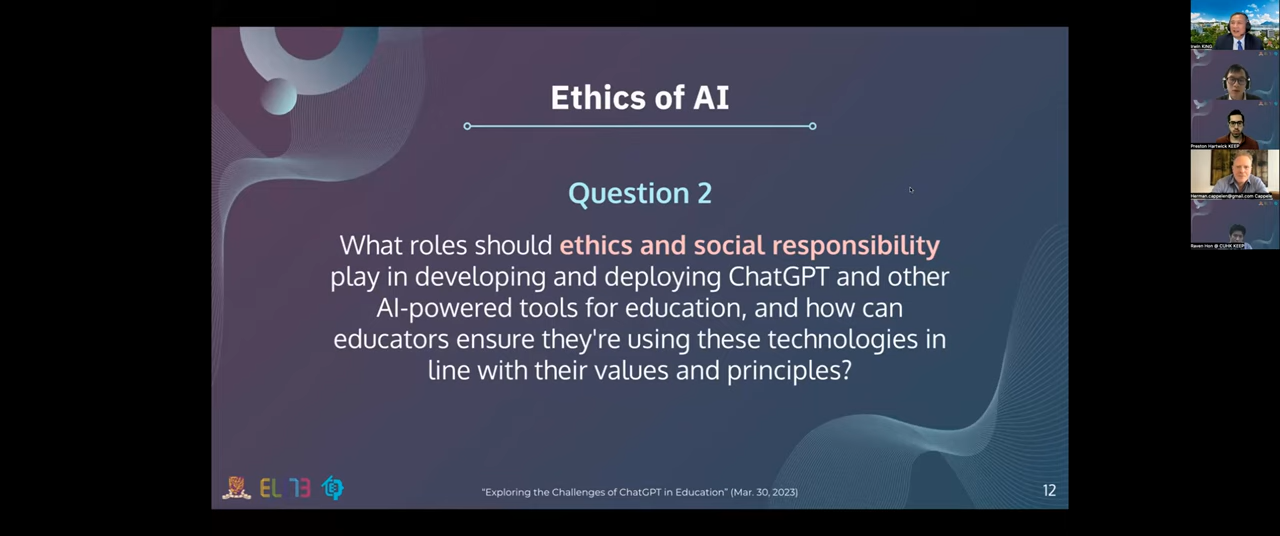 Ethics of AI
Question 2
What roles should ethics and social responsibility
play in developing and deploying ChatGPT and other
AI-powered tools for education, and how can
educators ensure they're using these technologies in
line with their values and principles?
"Exploring the Challenges of ChatGPT in Education" (Mar. 30, 2023)
12
Irwin KING
Preston Hartwick KEEP
Herman.cappelen@gmail.com Cappele
Raven Hon @ CUHK KEEP